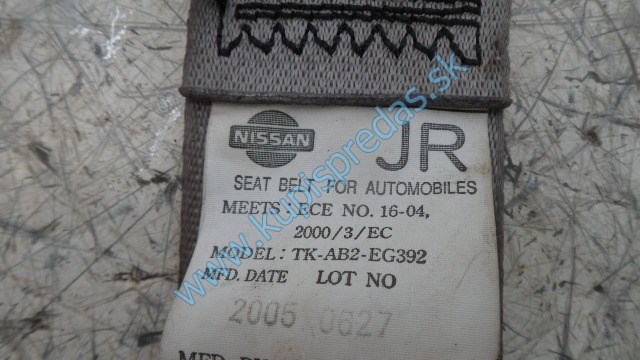 NISSAN JR
SEAT BELT FOR AUTOMOBILES
MEETS : ECE NO. 16-04,
2000/3/EC
MODEL: TK-AB2-EG392
MFD. DATE LOT NO
2005 0627
www.kupispredas.sk